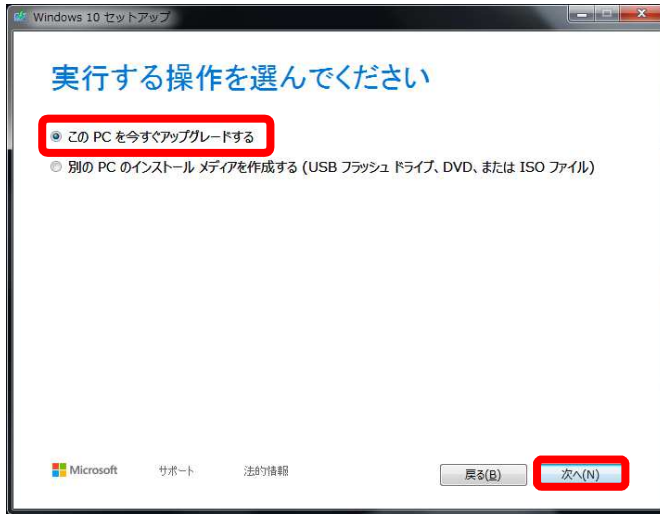 Windows 10 セットアップ
実行する操作を選んでください
この PC を今すぐアップグレードする
別の PC のインストール メディアを作成する (USB フラッシュ ドライブ、DVD、または ISO ファイル)
Microsoft サポート 法的情報 戻る(B) 次へ(N)